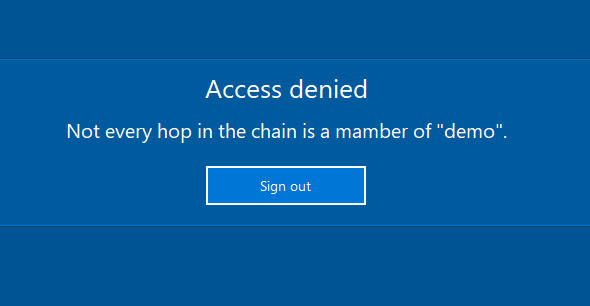 Access denied
Not every hop in the chain is a mamber of "demo".
Sign out